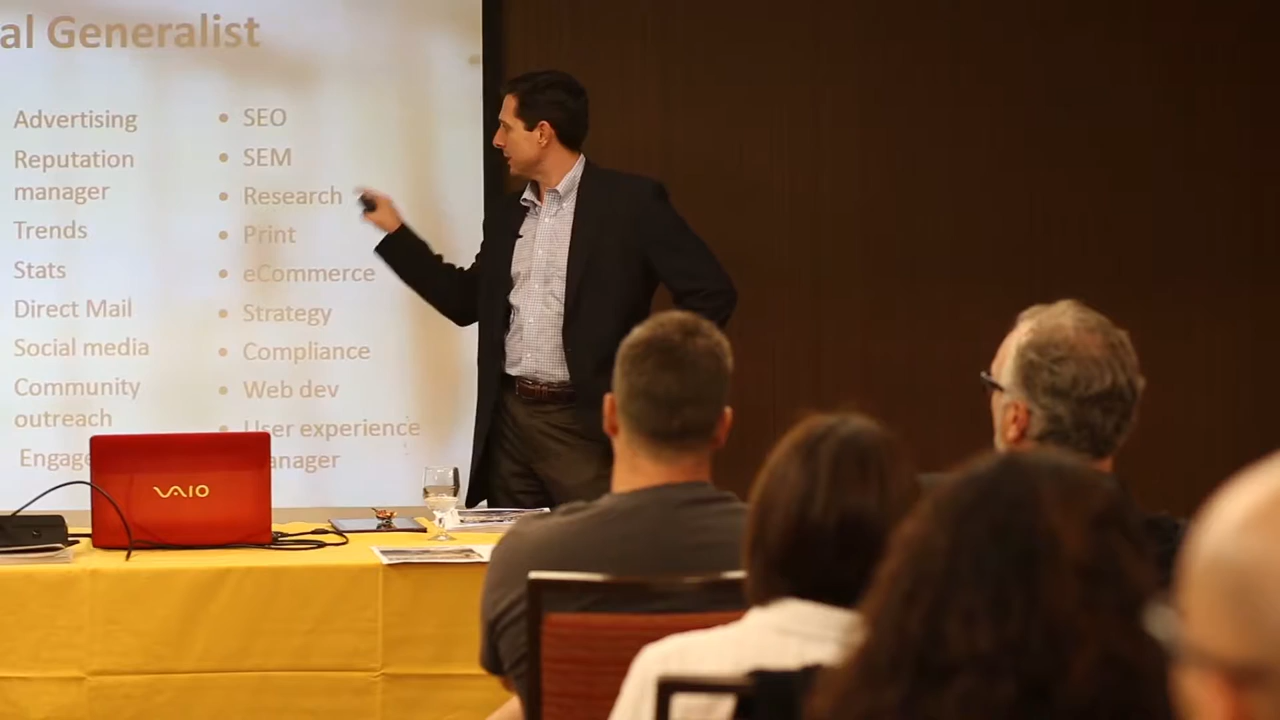 al Generalist
Advertising
Reputation
manager
Trends
Stats
Direct Mail
Social media
Community
outreach
Engage
• SEO
• SEM
• Research
• Print
• eCommerce
• Strategy
• Compliance
• Web dev
• User experience
anager
VAIO